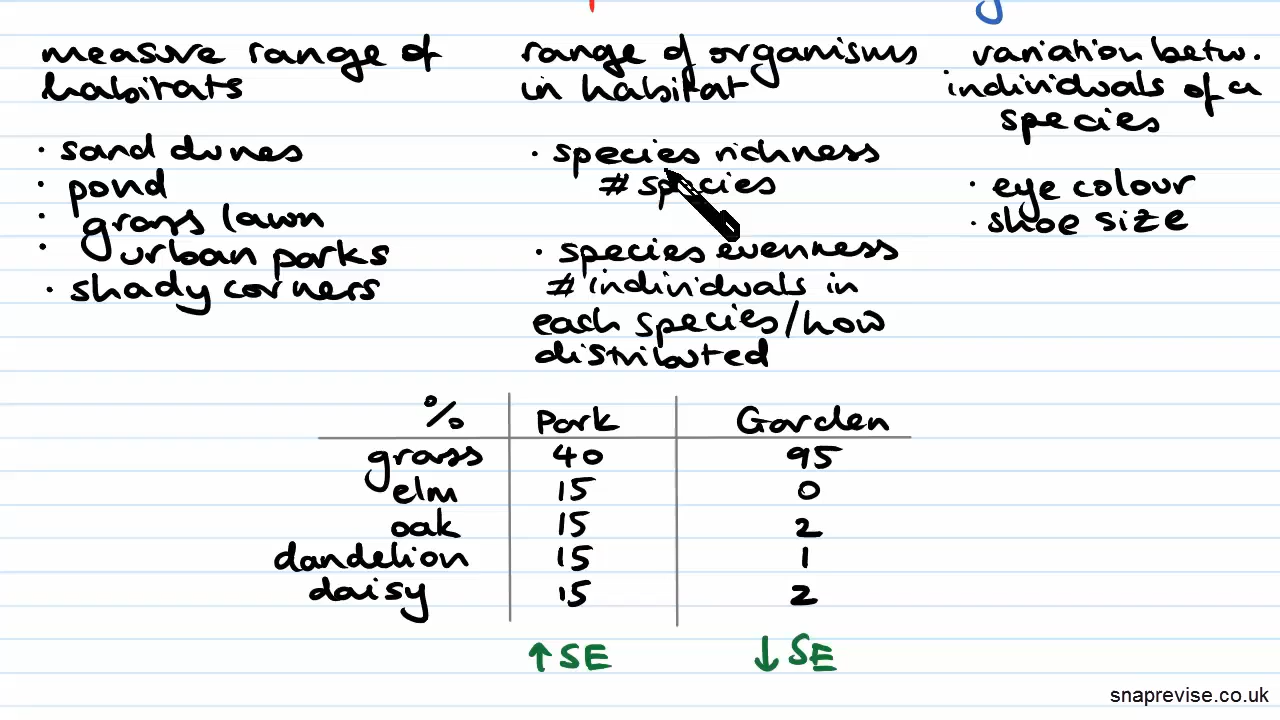 measure range of
habitats
· sand dunes
· pond
· grass lawn
· urban parks
· shady corners
range of organisms
in habitat
· species richness
# species
· species evenness
# individuals in
each species/how
distributed
variation betw.
individuals of a
species
· eye colour
· shoe size
% Park Garden
grass 40 95
elm 15 0
oak 15 2
dandelion 15 1
daisy 15 2
↑SE ↓SE
snaprevise.co.uk